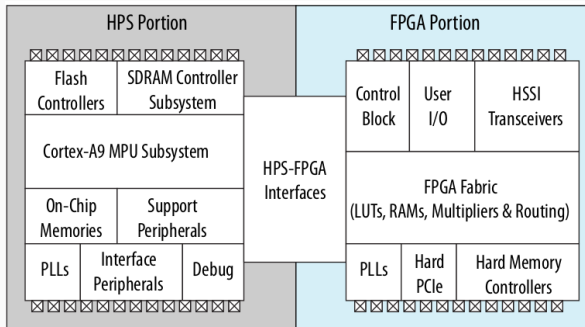 HPS Portion
FPGA Portion
Flash
Controllers
SDRAM Controller
Subsystem
Cortex-A9 MPU Subsystem
On-Chip
Memories
Support
Peripherals
PLLs
Interface
Peripherals
Debug
HPS-FPGA
Interfaces
Control
Block
User
I/O
HSSI
Transceivers
FPGA Fabric
(LUTs, RAMs, Multipliers & Routing)
PLLs
Hard
PCIe
Hard Memory
Controllers